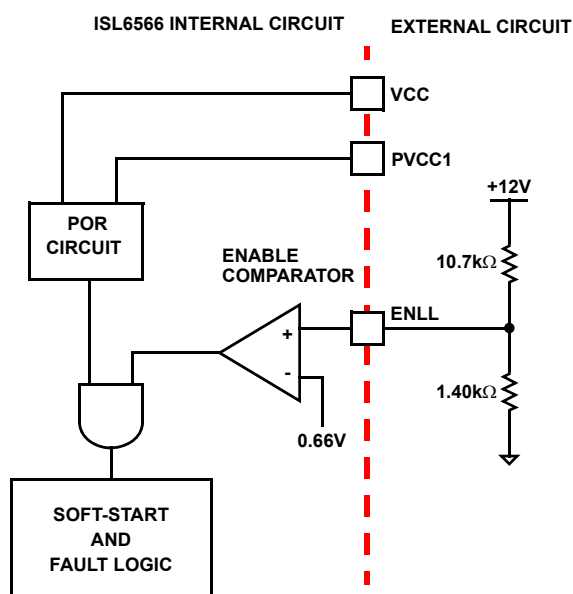 ISL6566 INTERNAL CIRCUIT
EXTERNAL CIRCUIT
VCC
PVCC1
+12V
POR
CIRCUIT
10.7kΩ
ENABLE
COMPARATOR
ENLL
+
-
1.40kΩ
0.66V
SOFT-START
AND
FAULT LOGIC